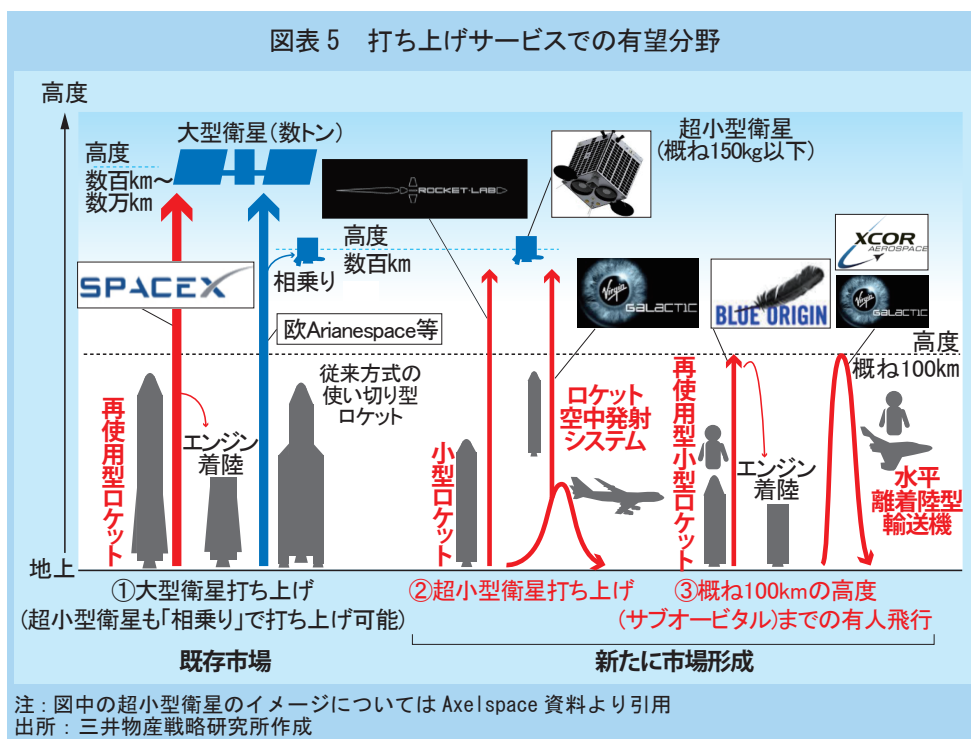 図表5　打ち上げサービスでの有望分野
高度
大型衛星(数トン)
高度
数百km～
数万km
超小型衛星
(概ね150kg以下)
ROCKET·LAB
高度
数百km
相乗り
SPACEX
欧Arianespace等
Virgin
GALACTIC
BLUE ORIGIN
XCOR
AEROSPACE
Virgin
GALACTIC
高度
概ね100km
再使用型ロケット
エンジン
着陸
従来方式の
使い切り型
ロケット
小型ロケット
ロケット
空中発射
システム
再使用型小型ロケット
エンジン
着陸
水平
離着陸型
輸送機
地上
①大型衛星打ち上げ
(超小型衛星も｢相乗り｣で打ち上げ可能)
②超小型衛星打ち上げ
③概ね100kmの高度
(サブオービタル)までの有人飛行
既存市場
新たに市場形成
注：図中の超小型衛星のイメージについては Axelspace 資料より引用
出所：三井物産戦略研究所作成